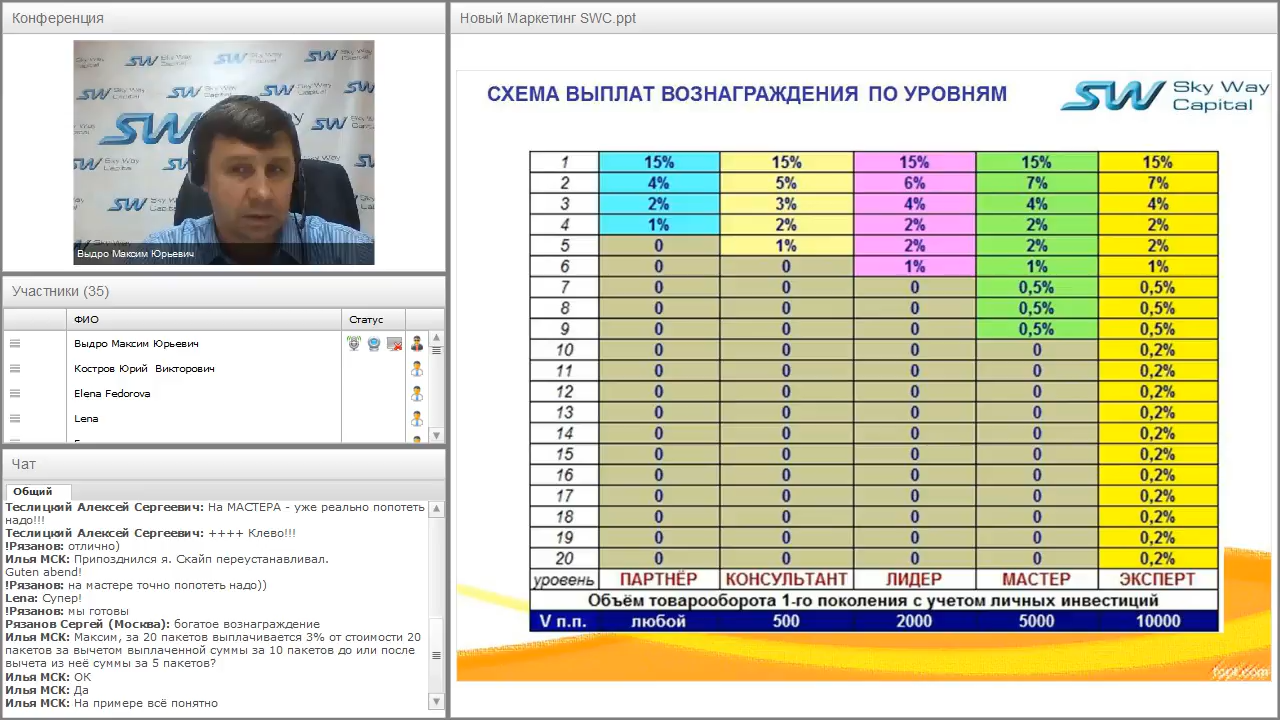 Конференция
Выдро Максим Юрьевич
Участники (35)
ФИО
Статус
Выдро Максим Юрьевич
Костров Юрий Викторович
Elena Fedorova
Lena
Чат
Общий
Теслицкий Алексей Сергеевич: На МАСТЕРА - уже реально попотеть
надо!!!
Теслицкий Алексей Сергеевич: ++++ Клево!!!
!Рязанов: отлично)
Илья МСК: Припозднился я. Скайп переустанавливал.
Guten abend!
!Рязанов: на мастере точно попотеть надо))
Lena: Супер!
!Рязанов: мы готовы
Рязанов Сергей (Москва): богатое вознаграждение
Илья МСК: Максим, за 20 пакетов выплачивается 3% от стоимости 20
пакетов за вычетом выплаченной суммы за 10 пакетов до или после
вычета из неё суммы за 5 пакетов?
Илья МСК: ОК
Илья МСК: Да
Илья МСК: На примере всё понятно
Новый Маркетинг SWC.ppt
СХЕМА ВЫПЛАТ ВОЗНАГРАЖДЕНИЯ ПО УРОВНЯМ
SW Sky Way
Capital
1 15% 15% 15% 15% 15%
2 4% 5% 6% 7% 7%
3 2% 3% 4% 4% 4%
4 1% 2% 2% 2% 2%
5 0 1% 2% 2% 2%
6 0 0 1% 1% 1%
7 0 0 0 0,5% 0,5%
8 0 0 0 0,5% 0,5%
9 0 0 0 0,5% 0,5%
10 0 0 0 0 0,2%
11 0 0 0 0 0,2%
12 0 0 0 0 0,2%
13 0 0 0 0 0,2%
14 0 0 0 0 0,2%
15 0 0 0 0 0,2%
16 0 0 0 0 0,2%
17 0 0 0 0 0,2%
18 0 0 0 0 0,2%
19 0 0 0 0 0,2%
20 0 0 0 0 0,2%
уровень ПАРТНЁР КОНСУЛЬТАНТ ЛИДЕР МАСТЕР ЭКСПЕРТ
Объём товарооборота 1-го поколения с учетом личных инвестиций
V п.п. любой 500 2000 5000 10000